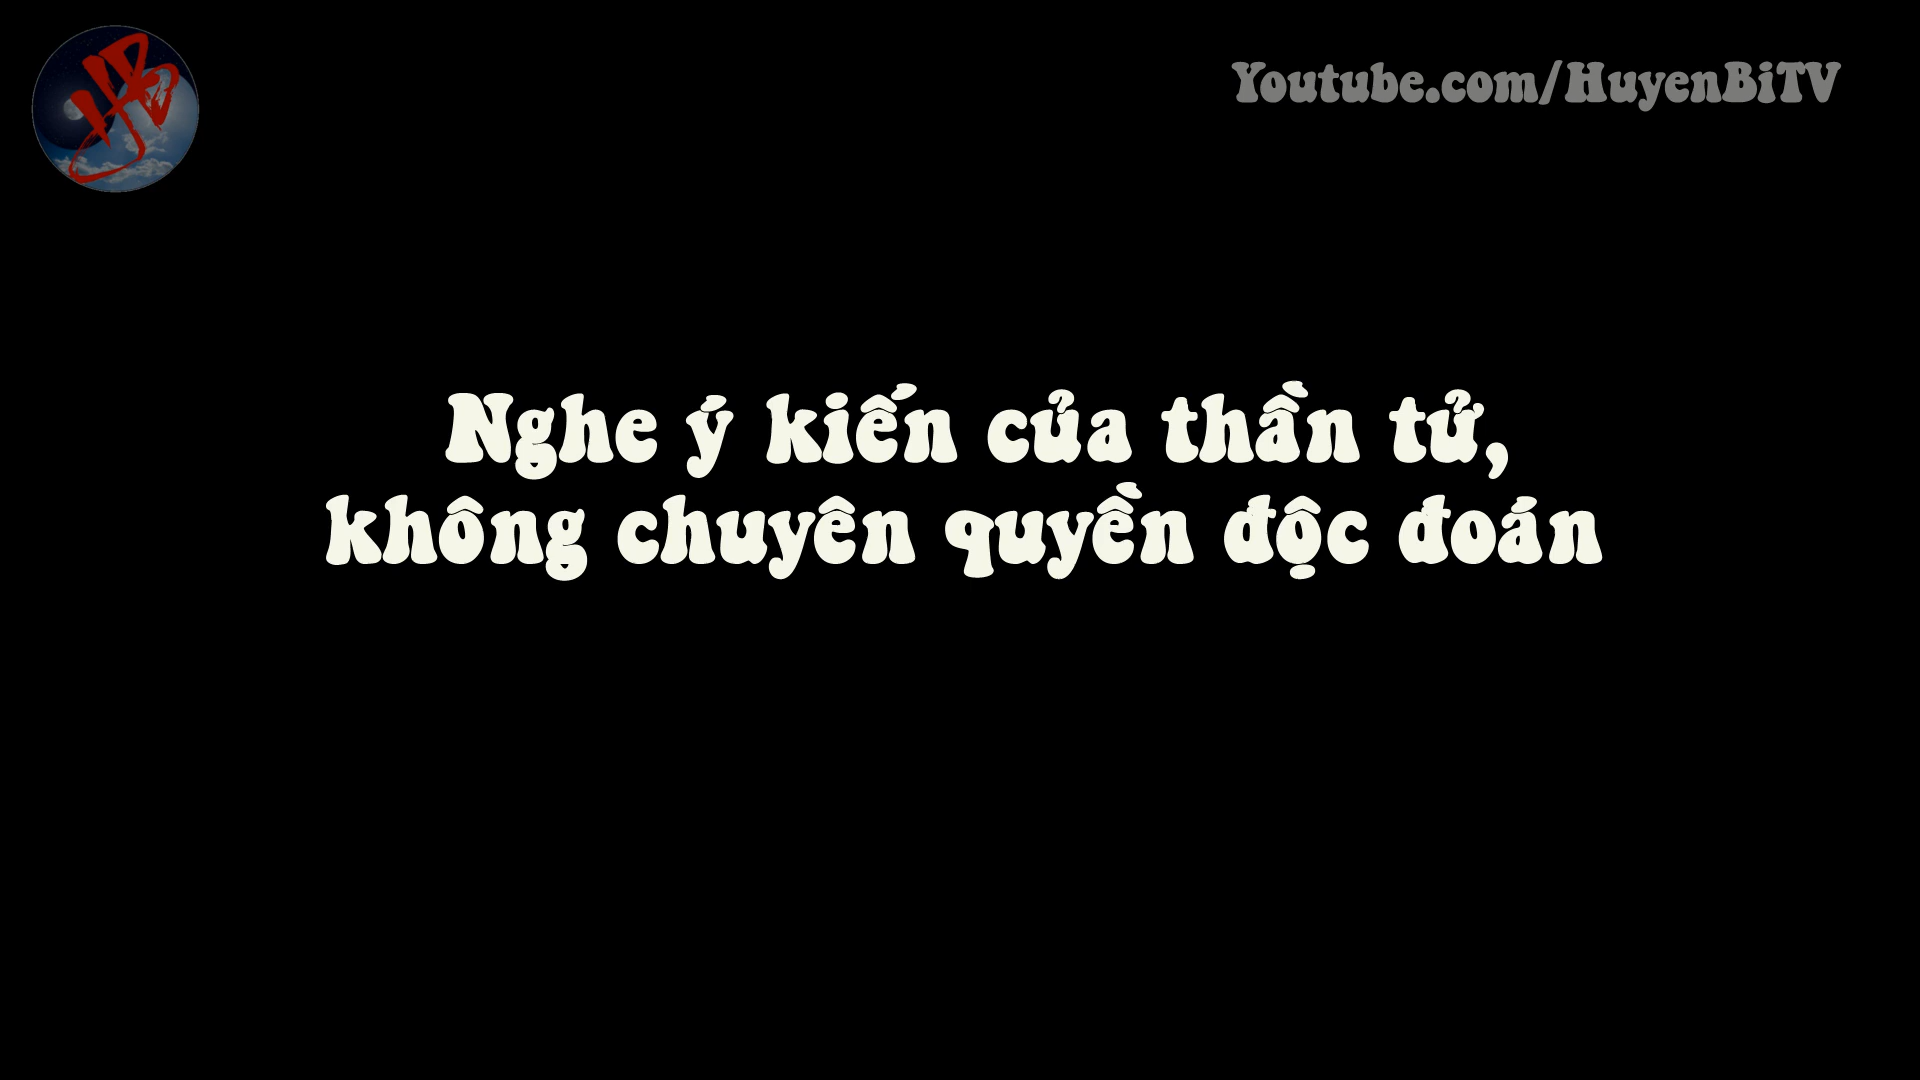 Youtube.com/HuyenBiTV
Nghe ý kiến của thần tử,
không chuyên quyền độc đoán